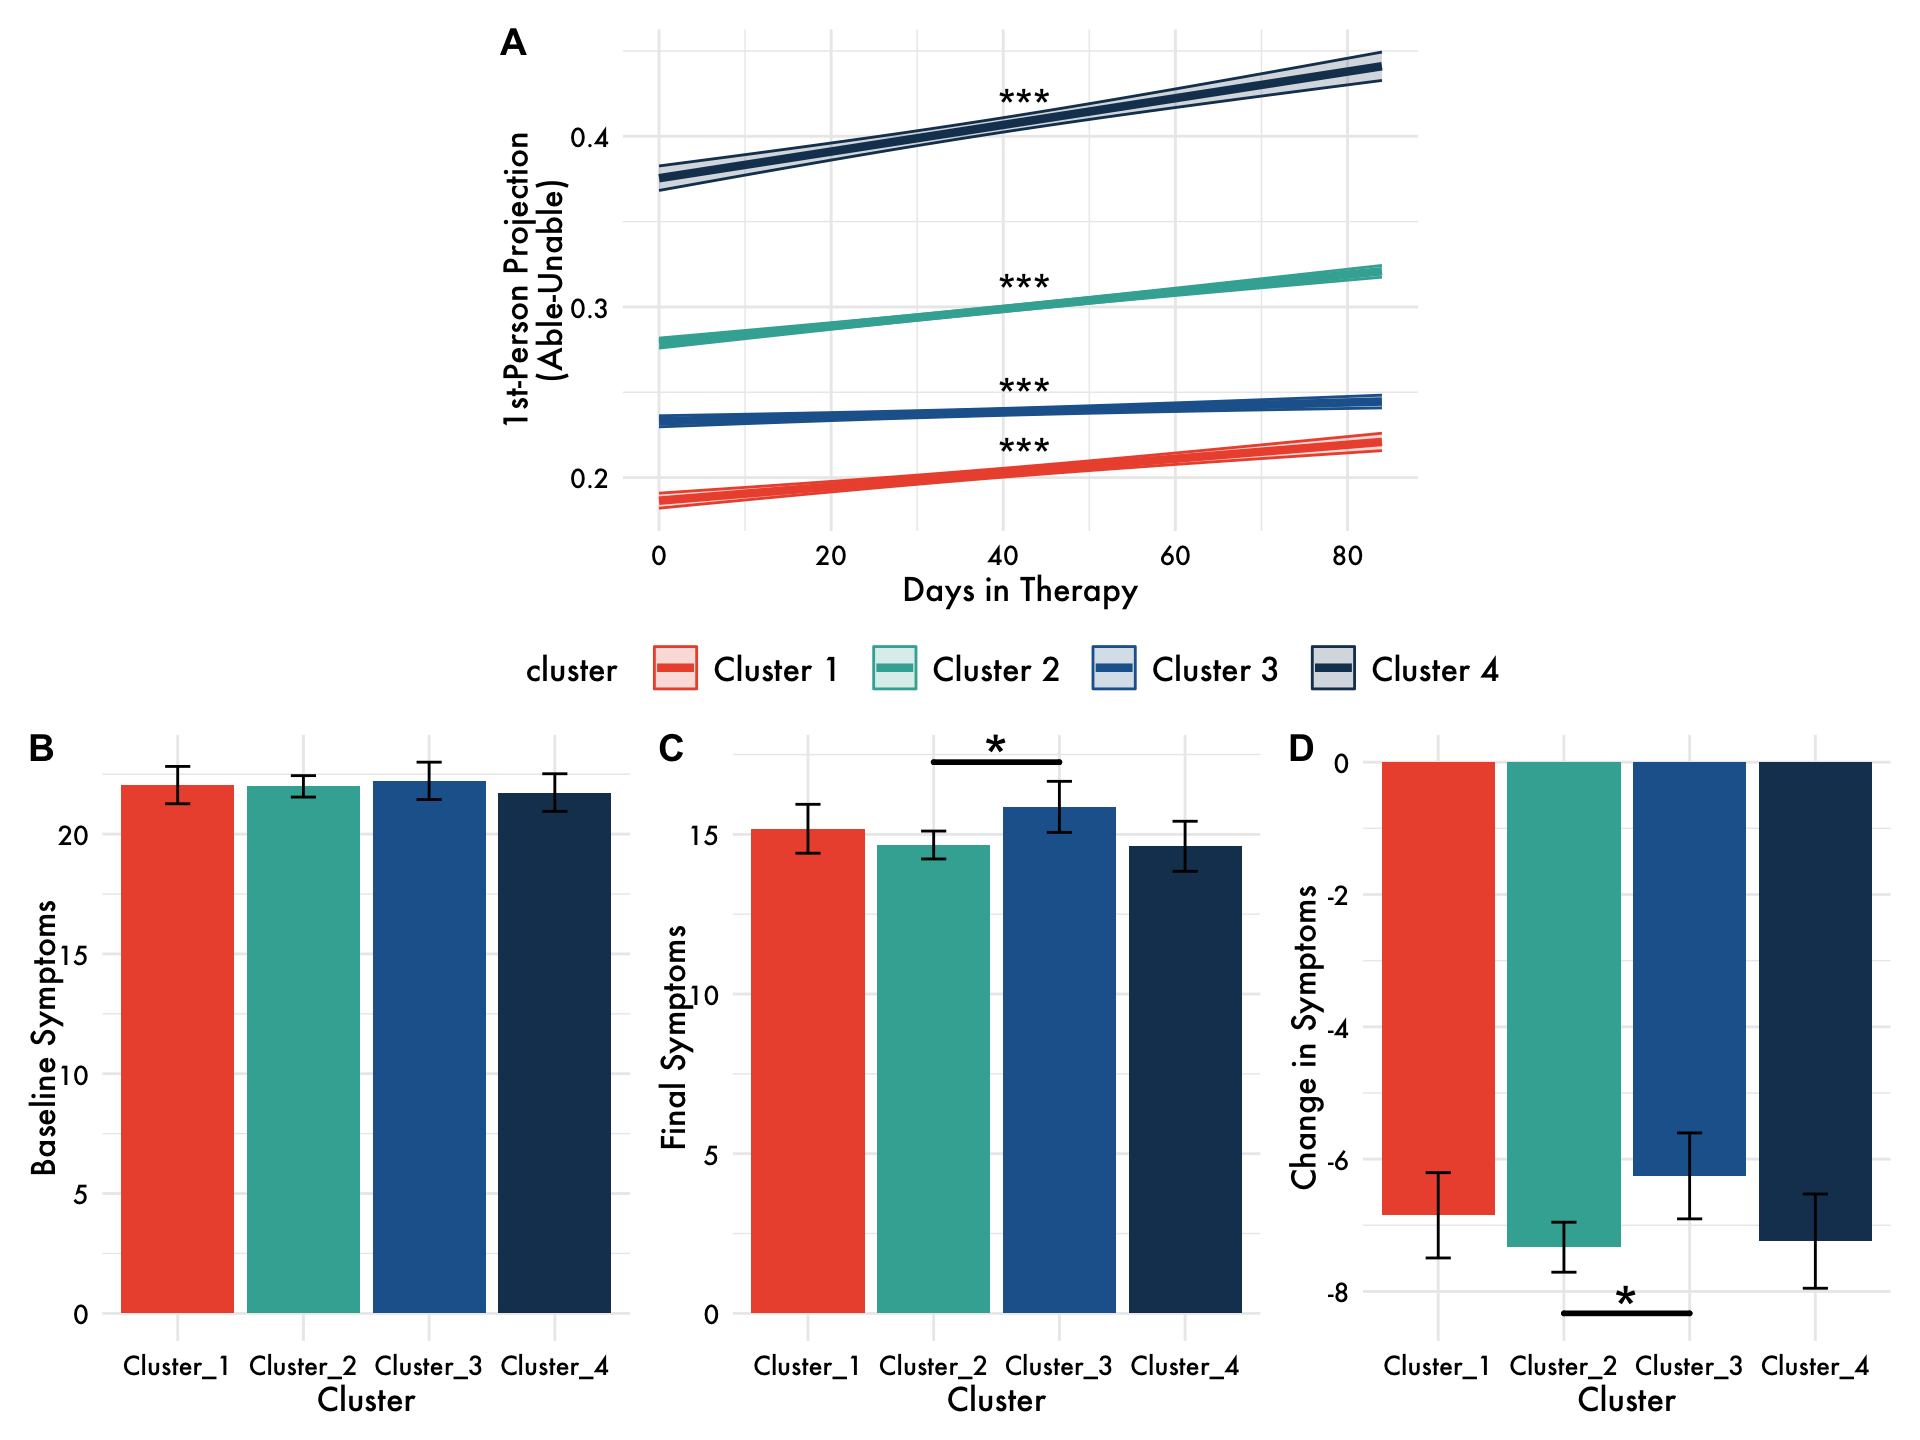 A
1st-Person Projection
(Able-Unable)
0.4
0.3
0.2
***
***
***
***
0 20 40 60 80
Days in Therapy
cluster Cluster 1 Cluster 2 Cluster 3 Cluster 4
B
Baseline Symptoms
20
15
10
5
0
Cluster_1 Cluster_2 Cluster_3 Cluster_4
Cluster
C
*
Final Symptoms
15
10
5
0
Cluster_1 Cluster_2 Cluster_3 Cluster_4
Cluster
D
Change in Symptoms
0
-2
-4
-6
-8
*
Cluster_1 Cluster_2 Cluster_3 Cluster_4
Cluster